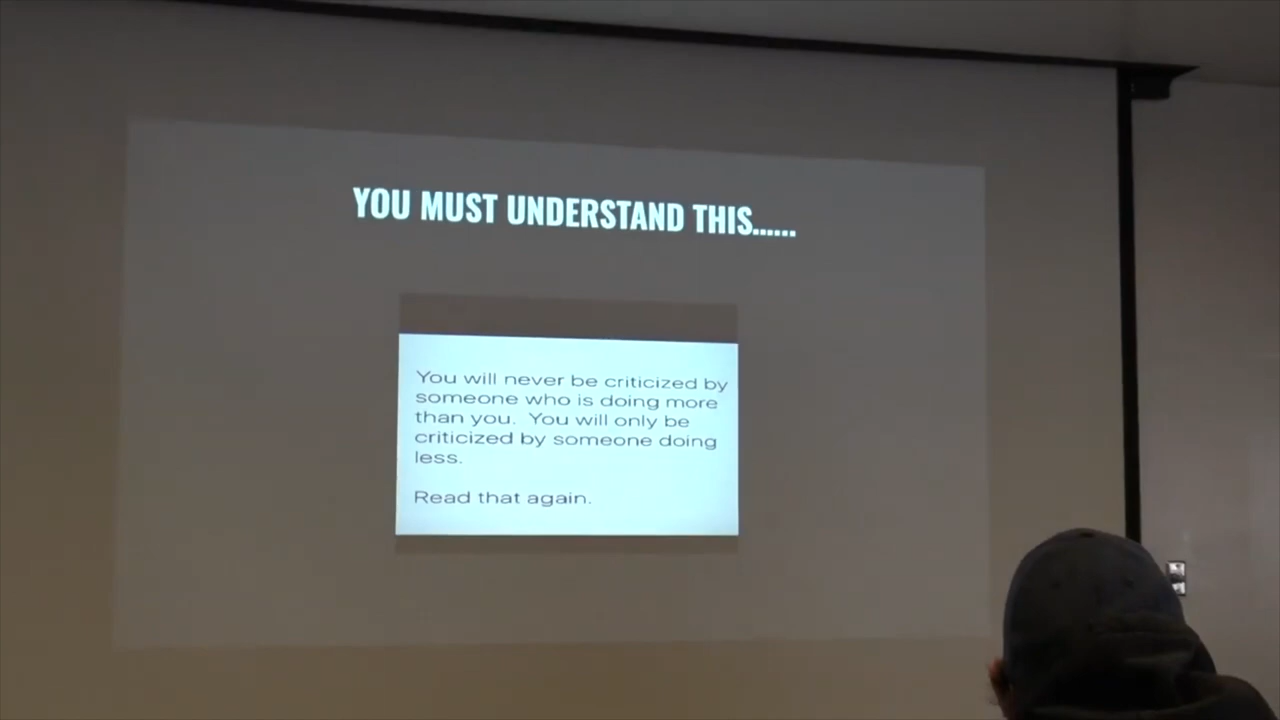 YOU MUST UNDERSTAND THIS......
You will never be criticized by
someone who is doing more
than you. You will only be
criticized by someone doing
less.
Read that again.